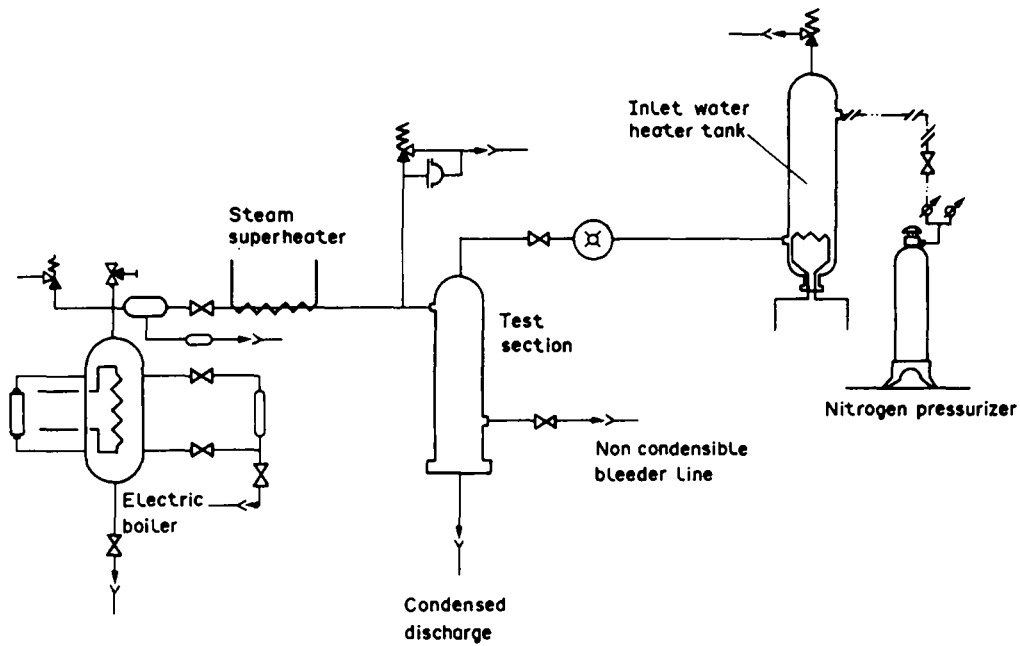 Inlet water
heater tank
Steam
superheater
Test
section
Nitrogen pressurizer
Non condensible
bleeder line
Electric
boiler
Condensed
discharge